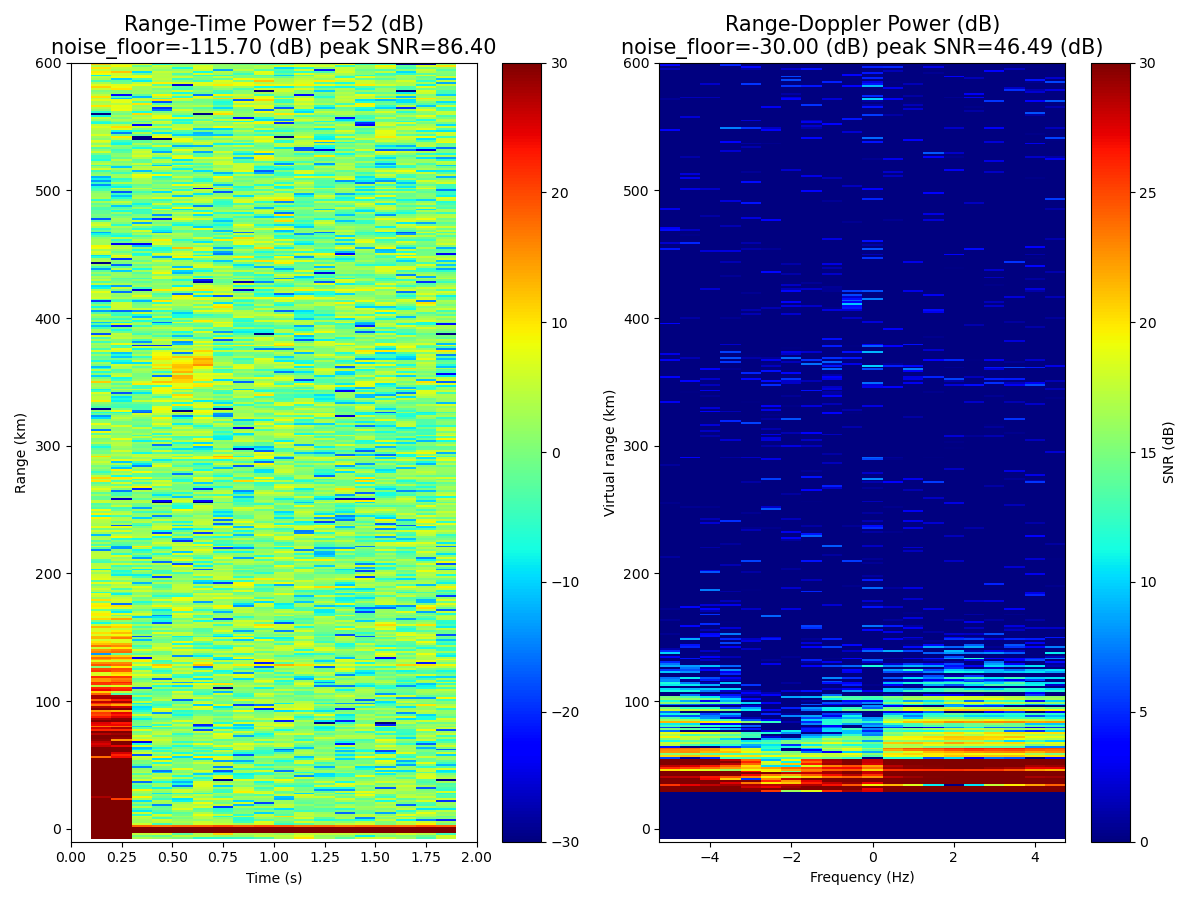 Range-Time Power f=52 (dB)
noise_floor=-115.70 (dB) peak SNR=86.40
600
500
400
300
200
100
0
Range (km)
0.00 0.25 0.50 0.75 1.00 1.25 1.50 1.75 2.00
Time (s)
30
20
10
0
−10
−20
−30
Range-Doppler Power (dB)
noise_floor=-30.00 (dB) peak SNR=46.49 (dB)
600
500
400
300
200
100
0
Virtual range (km)
−4 −2 0 2 4
Frequency (Hz)
30
25
20
15
10
5
0
SNR (dB)